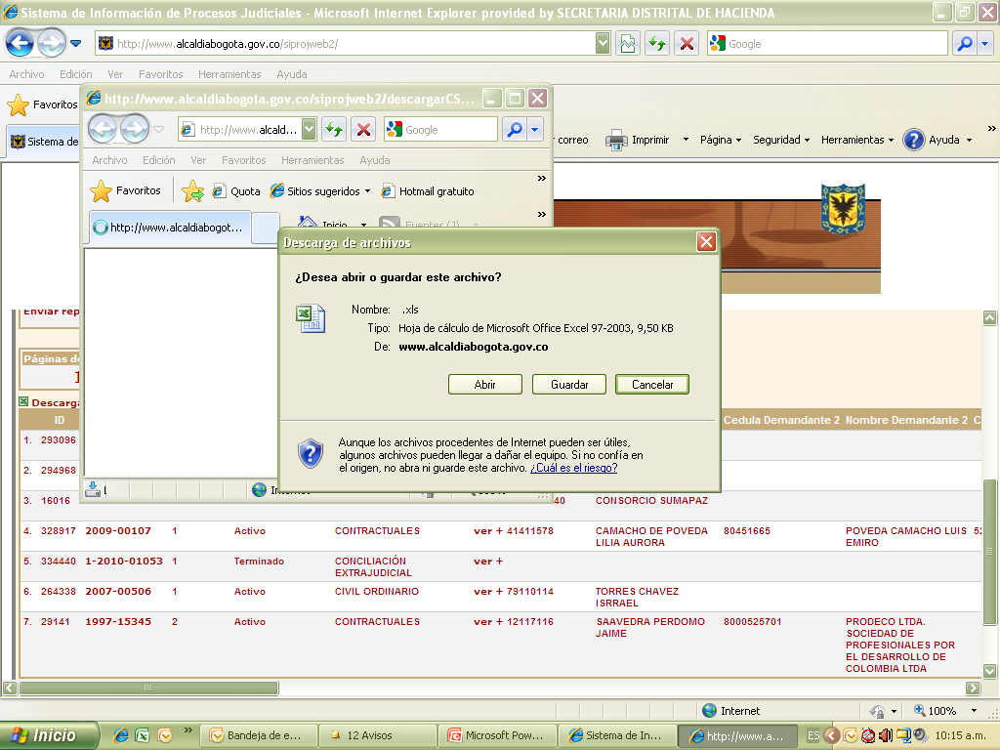 Sistema de Información de Procesos Judiciales - Microsoft Internet Explorer provided by SECRETARIA DISTRITAL DE HACIENDA
http://www.alcaldiabogota.gov.co/siprojweb2/
Google
Archivo Edición Ver Favoritos Herramientas Ayuda
Favoritos
Sistema de
correo Imprimir Página Seguridad Herramientas Ayuda
http://www.alcaldiabogota.gov.co/siprojweb2/descargarCS...
http://www.alcald... Google
Archivo Edición Ver Favoritos Herramientas Ayuda
Favoritos Quota Sitios sugeridos Hotmail gratuito
http://www.alcaldiabogot... Inicio Fuentes (J)
Descarga de archivos
¿Desea abrir o guardar este archivo?
Nombre: .xls
Tipo: Hoja de cálculo de Microsoft Office Excel 97-2003, 9,50 KB
De: www.alcaldiabogota.gov.co
Abrir Guardar Cancelar
Aunque los archivos procedentes de Internet pueden ser útiles,
algunos archivos pueden llegar a dañar el equipo. Si no confía en
el origen, no abra ni guarde este archivo. ¿Cuál es el riesgo?
Enviar rep
Páginas de
1
Descarga
ID Cedula Demandante 2 Nombre Demandante 2 C
1. 293096
2. 294968
3. 16016 40 CONSORCIO SUMAPAZ
4. 328917 2009-00107 1 Activo CONTRACTUALES ver + 41411578 CAMACHO DE POVEDA 80451665 POVEDA CAMACHO LUIS 52
LILIA AURORA EMIRO
5. 334440 1-2010-01053 1 Terminado CONCILIACIÓN ver +
EXTRAJUDICIAL
6. 264338 2007-00506 1 Activo CIVIL ORDINARIO ver + 79110114 TORRES CHAVEZ
ISRRAEL
7. 29141 1997-15345 2 Activo CONTRACTUALES ver + 12117116 SAAVEDRA PERDOMO 8000525701 PRODECO LTDA.
JAIME SOCIEDAD DE
PROFESIONALES POR
EL DESARROLLO DE
COLOMBIA LTDA
Internet 100%
Inicio Bandeja de e... 12 Avisos Microsoft Pow... Sistema de In... http://www.a... ES 10:15 a.m.